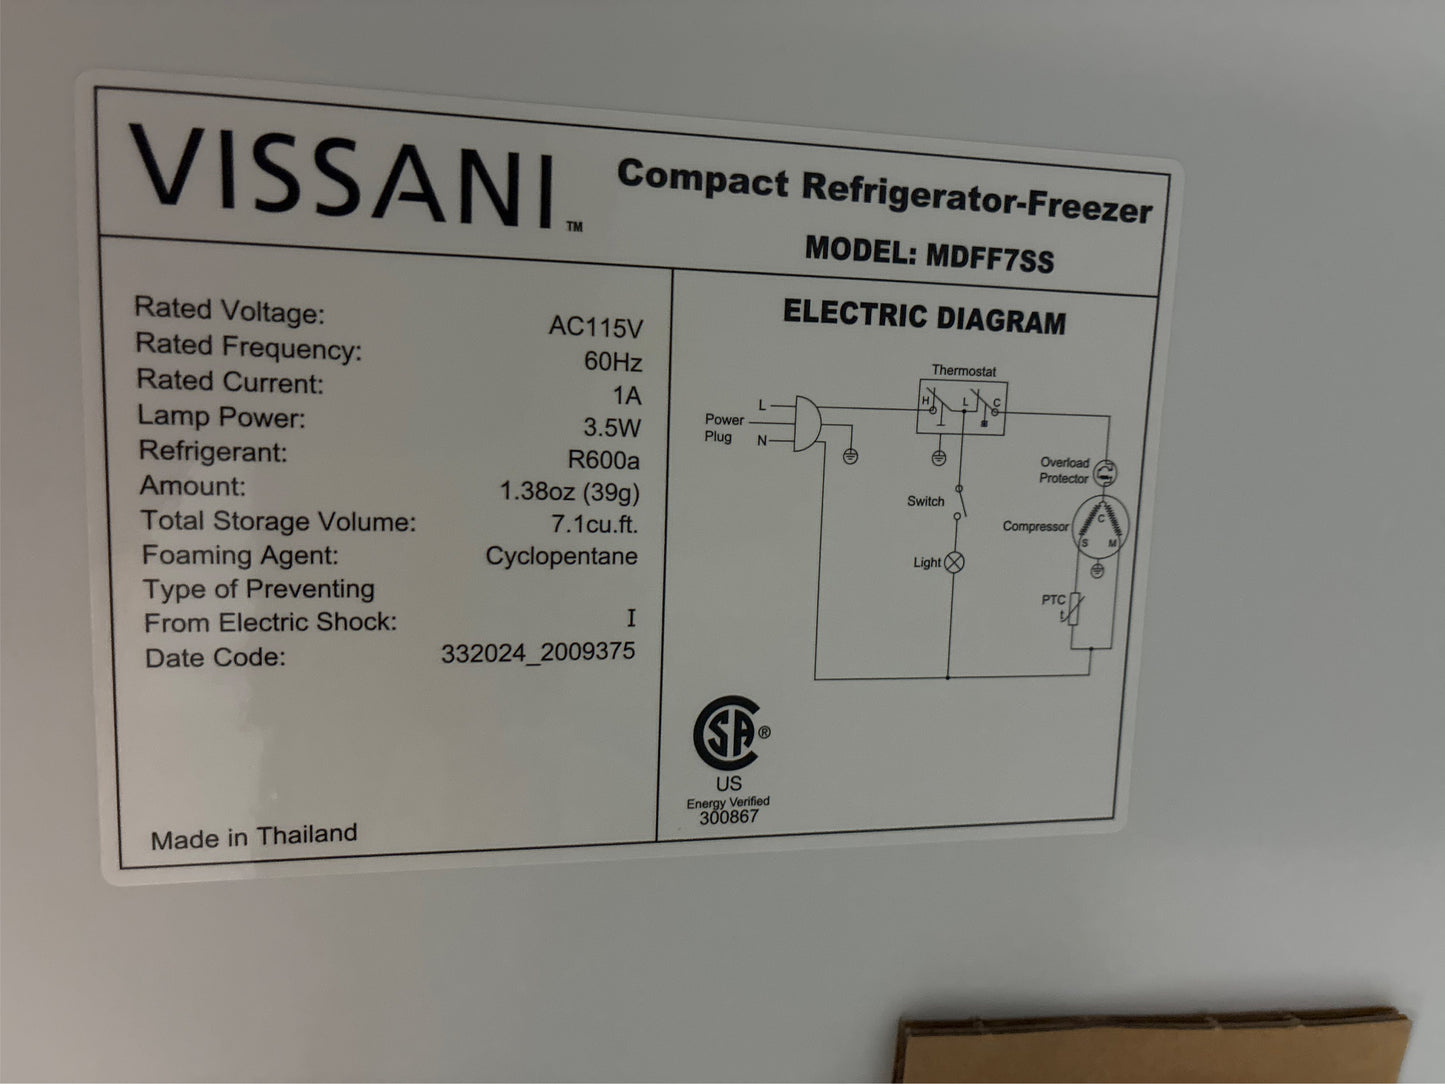 VISSANI™
Compact Refrigerator-Freezer
MODEL: MDFF7SS
Rated Voltage: AC115V
Rated Frequency: 60Hz
Rated Current: 1A
Lamp Power: 3.5W
Refrigerant: R600a
Amount: 1.38oz (39g)
Total Storage Volume: 7.1cu.ft.
Foaming Agent: Cyclopentane
Type of Preventing
From Electric Shock: I
Date Code: 332024_2009375
Made in Thailand
ELECTRIC DIAGRAM
Thermostat
H L C
L
Power
Plug
N
Overload
Protector
Switch
Compressor
C
S M
Light
PTC
t
SA®
US
Energy Verified
300867